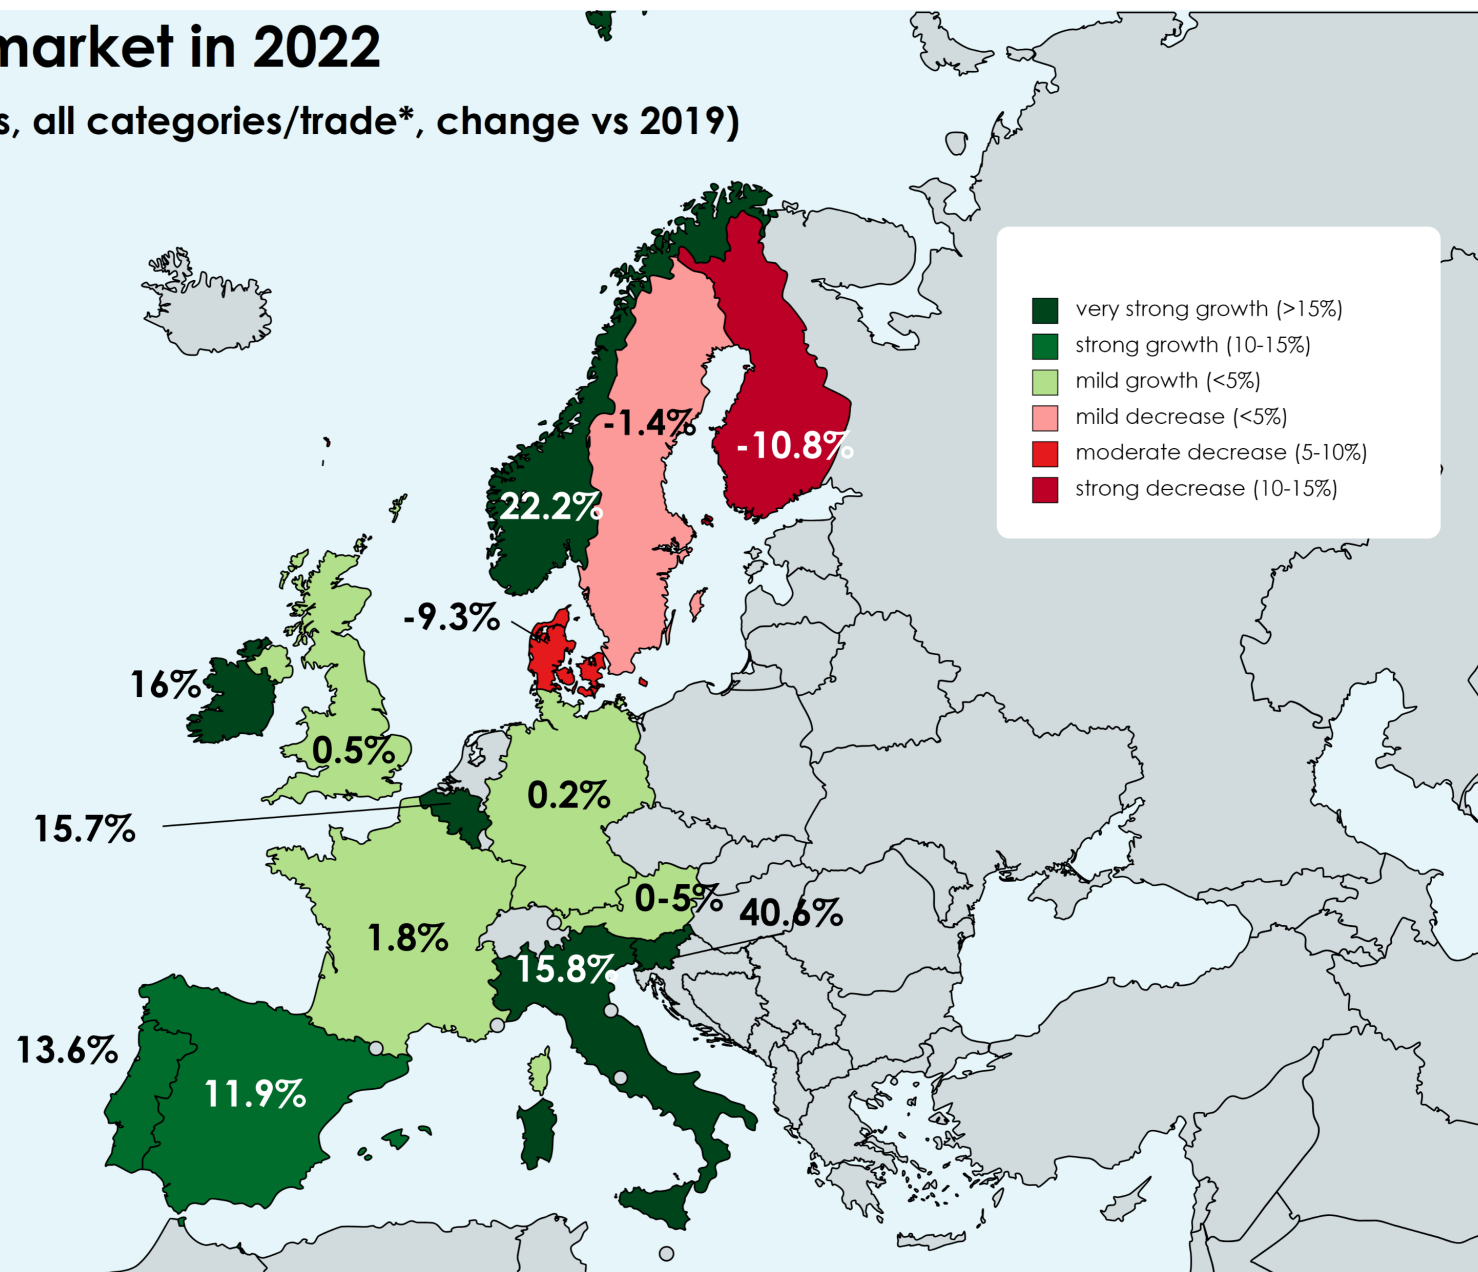 market in 2022
s, all categories/trade*, change vs 2019)
very strong growth (>15%)
strong growth (10-15%)
mild growth (<5%)
mild decrease (<5%)
moderate decrease (5-10%)
strong decrease (10-15%)
-1.4%
-10.8%
22.2%
-9.3%
16%
0.5%
0.2%
15.7%
0-5%
40.6%
1.8%
15.8%
13.6%
11.9%